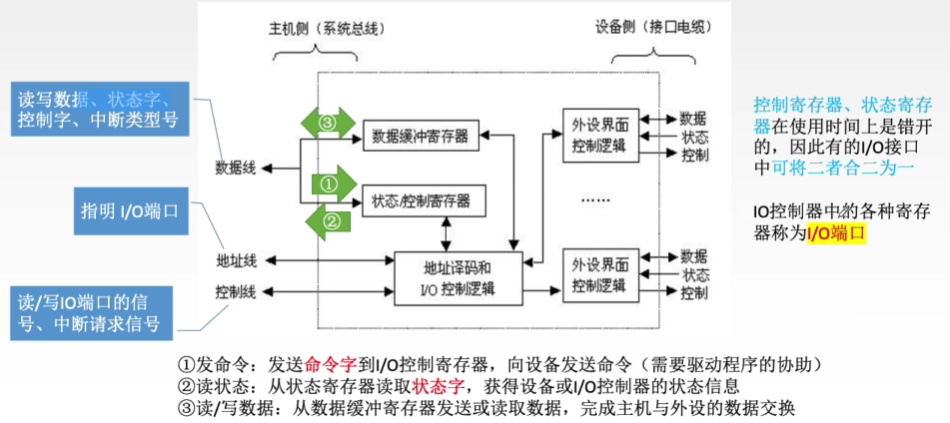 主机侧（系统总线）
设备侧（接口电缆）
读写数据、状态字、
控制字、中断类型号
指明 I/O端口
读/写IO端口的信
号、中断请求信号
数据线
地址线
控制线
③
①
②
数据缓冲寄存器
状态/控制寄存器
地址译码和
I/O 控制逻辑
外设界面
控制逻辑
数据
状态
控制
……
外设界面
控制逻辑
数据
状态
控制
控制寄存器、状态寄存
器在使用时间上是错开
的，因此有的I/O接口
中可将二者合二为一
IO控制器中的各种寄存
器称为I/O端口
①发命令：发送命令字到I/O控制寄存器，向设备发送命令（需要驱动程序的协助）
②读状态：从状态寄存器读取状态字，获得设备或I/O控制器的状态信息
③读/写数据：从数据缓冲寄存器发送或读取数据，完成主机与外设的数据交换